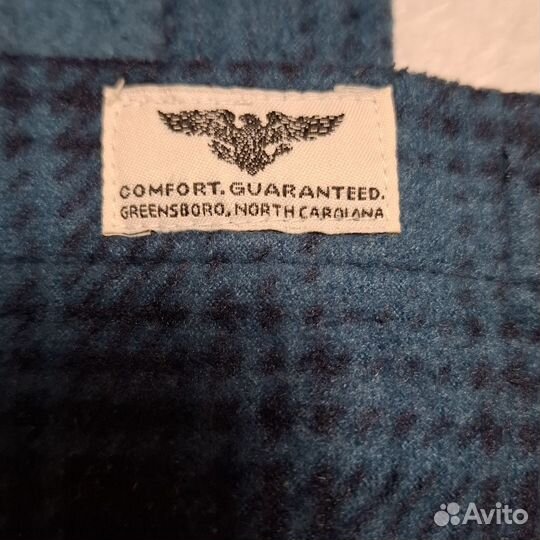 COMFORT. GUARANTEED.
GREENSBORO, NORTH CAROLANA
Avito